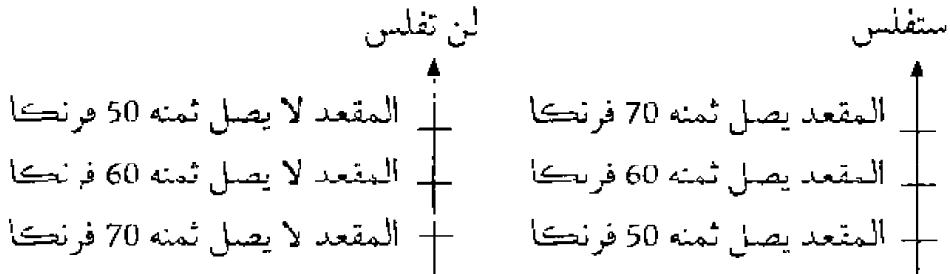 ستفلس
المقعد يصل ثمنه 70 فرنكا
المقعد يصل ثمنه 60 فرنكا
المقعد يصل ثمنه 50 فرنكا
لن تفلس
المقعد لا يصل ثمنه 50 فرنكا
المقعد لا يصل ثمنه 60 فرنكا
المقعد لا يصل ثمنه 70 فرنكا